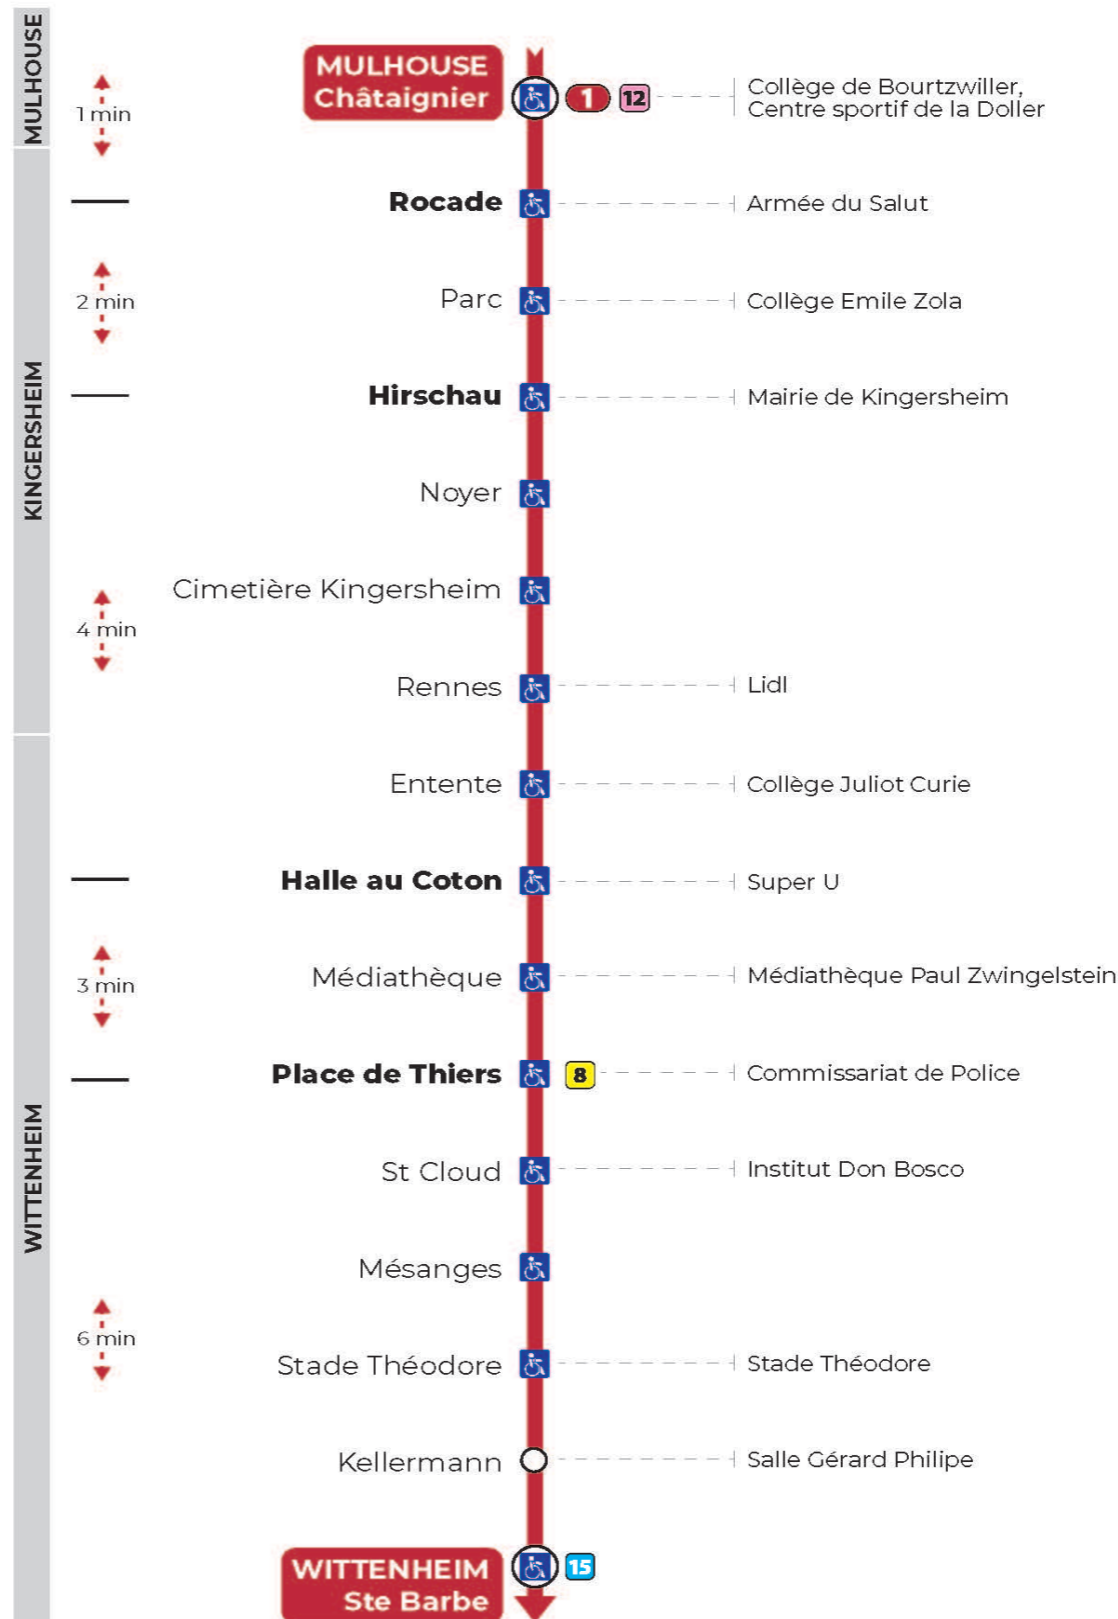 MULHOUSE
MULHOUSE
Châtaignier
1
12
Collège de Bourtzwiller,
Centre sportif de la Doller
1 min
KINGERSHEIM
Rocade
Armée du Salut
2 min
Parc
Collège Emile Zola
Hirschau
Mairie de Kingersheim
Noyer
Cimetière Kingersheim
4 min
Rennes
Lidl
WITTENHEIM
Entente
Collège Juliot Curie
Halle au Coton
Super U
3 min
Médiathèque
Médiathèque Paul Zwingelstein
Place de Thiers
8
Commissariat de Police
St Cloud
Institut Don Bosco
Mésanges
6 min
Stade Théodore
Stade Théodore
Kellermann
Salle Gérard Philipe
WITTENHEIM
Ste Barbe
15